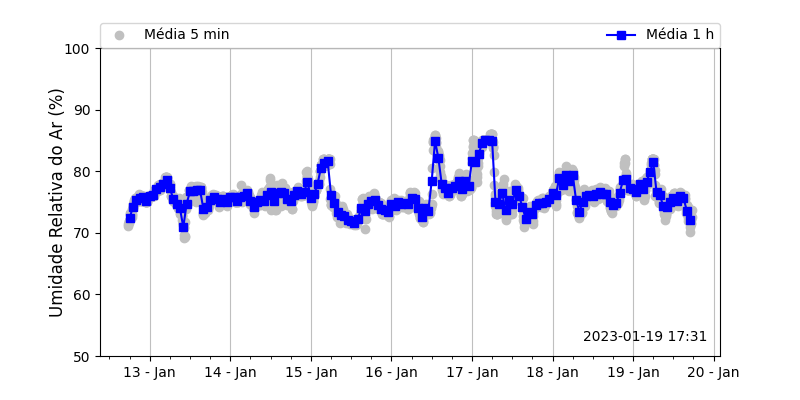 Média 5 min
Média 1 h
Umidade Relativa do Ar (%)
100
90
80
70
60
50
2023-01-19 17:31
13 - Jan
14 - Jan
15 - Jan
16 - Jan
17 - Jan
18 - Jan
19 - Jan
20 - Jan